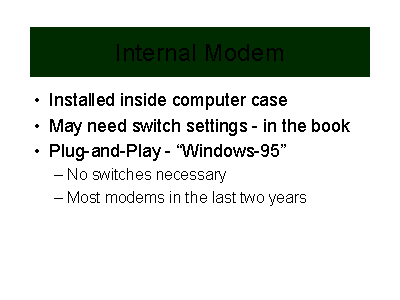 Internal Modem
• Installed inside computer case
• May need switch settings - in the book
• Plug-and-Play - “Windows-95”
– No switches necessary
– Most modems in the last two years